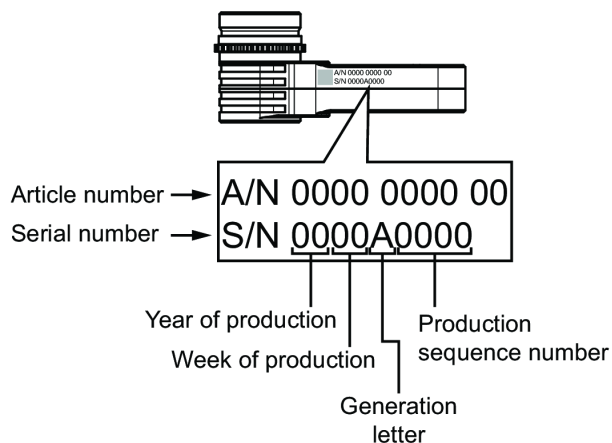 A/N 0000 0000 00
S/N 0000A0000
Article number
A/N 0000 0000 00
Serial number
S/N 0000A0000
Year of production
Week of production
Generation
letter
Production
sequence number